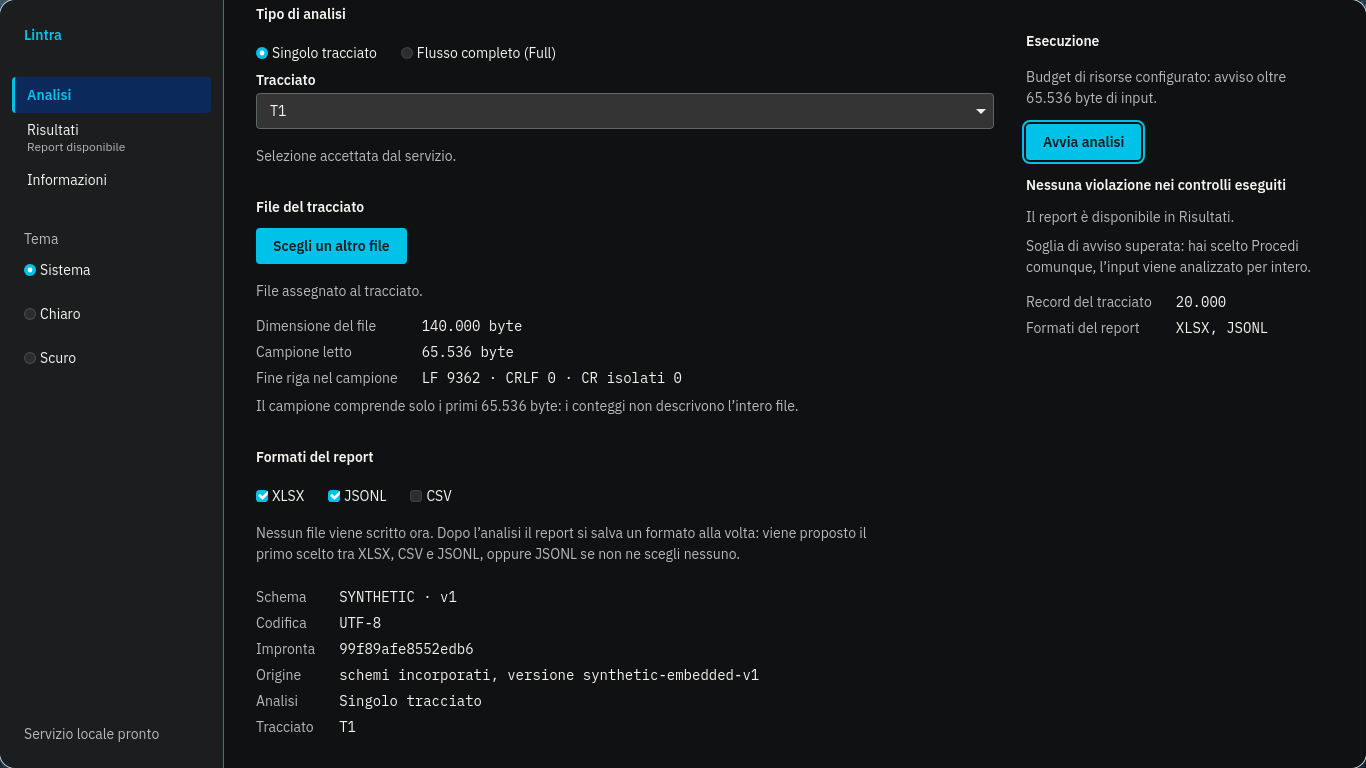 Lintra
Analisi
Risultati
Report disponibile
Informazioni
Tema
Sistema
Chiaro
Scuro
Servizio locale pronto
Tipo di analisi
Singolo tracciato
Flusso completo (Full)
Tracciato
T1
Selezione accettata dal servizio.
File del tracciato
Scegli un altro file
File assegnato al tracciato.
Dimensione del file 140.000 byte
Campione letto 65.536 byte
Fine riga nel campione LF 9362 · CRLF 0 · CR isolati 0
Il campione comprende solo i primi 65.536 byte: i conteggi non descrivono l’intero file.
Formati del report
XLSX JSONL CSV
Nessun file viene scritto ora. Dopo l’analisi il report si salva un formato alla volta: viene proposto il
primo scelto tra XLSX, CSV e JSONL, oppure JSONL se non ne scegli nessuno.
Schema SYNTHETIC · v1
Codifica UTF-8
Impronta 99f89afe8552edb6
Origine schemi incorporati, versione synthetic-embedded-v1
Analisi Singolo tracciato
Tracciato T1
Esecuzione
Budget di risorse configurato: avviso oltre
65.536 byte di input.
Avvia analisi
Nessuna violazione nei controlli eseguiti
Il report è disponibile in Risultati.
Soglia di avviso superata: hai scelto Procedi
comunque, l’input viene analizzato per intero.
Record del tracciato 20.000
Formati del report XLSX, JSONL